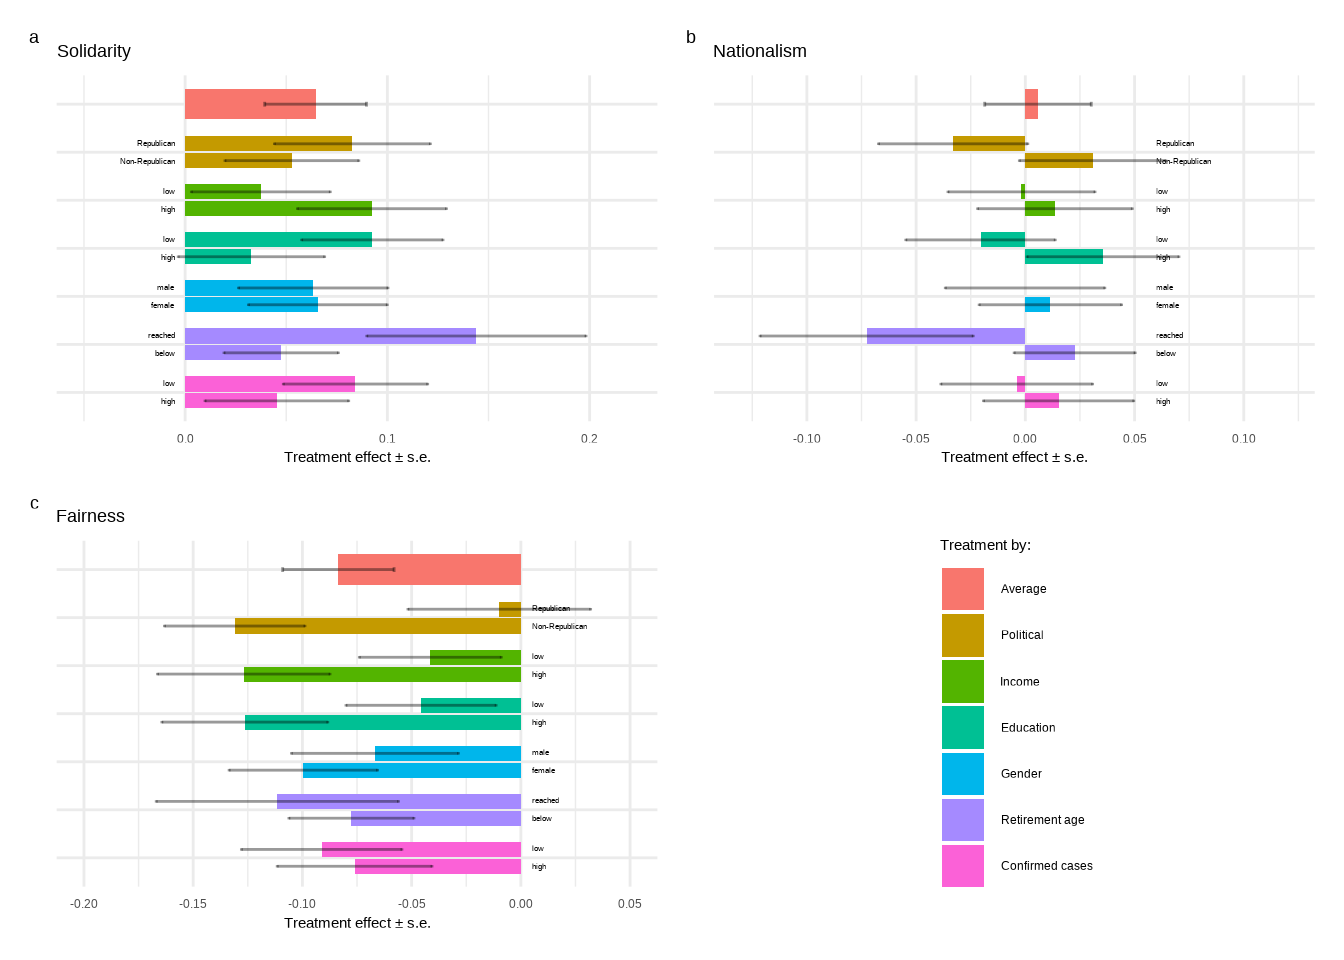 a
Solidarity
Republican
Non-Republican
low
high
low
high
male
female
reached
below
low
high
0.0 0.1 0.2
Treatment effect ± s.e.
b
Nationalism
Republican
Non-Republican
low
high
low
high
male
female
reached
below
low
high
-0.10 -0.05 0.00 0.05 0.10
Treatment effect ± s.e.
c
Fairness
Republican
Non-Republican
low
high
low
high
male
female
reached
below
low
high
-0.20 -0.15 -0.10 -0.05 0.00 0.05
Treatment effect ± s.e.
Treatment by:
Average
Political
Income
Education
Gender
Retirement age
Confirmed cases